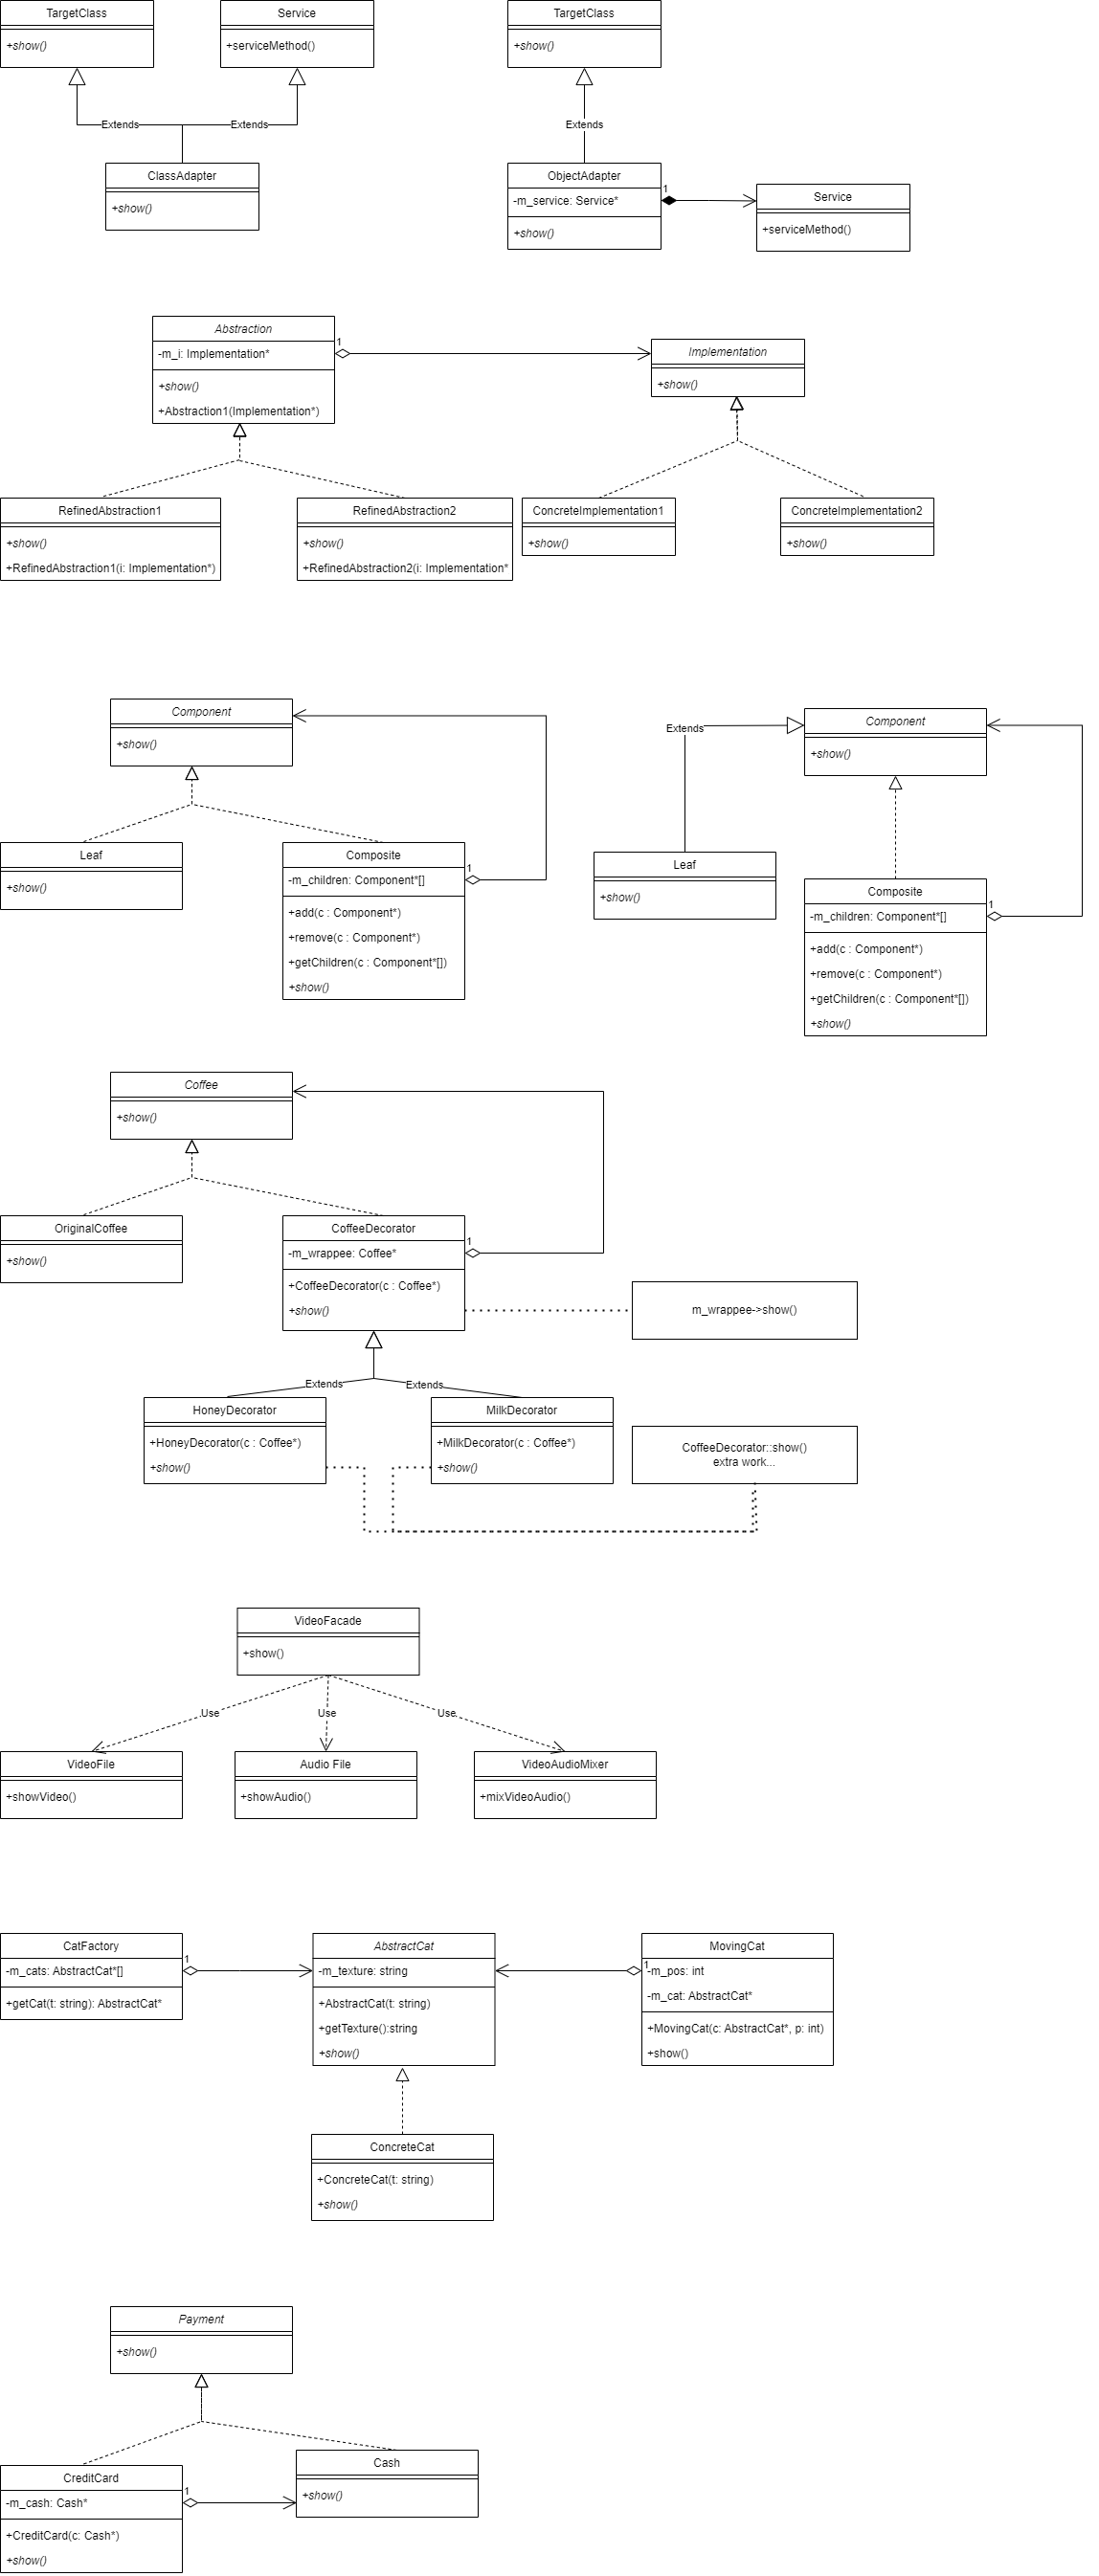 TargetClass
+show()
Service
+serviceMethod()
Extends
Extends
ClassAdapter
+show()
TargetClass
+show()
Extends
ObjectAdapter
-m_service: Service*
+show()
1
Service
+serviceMethod()
Abstraction
-m_i: Implementation*
+show()
+Abstraction1(Implementation*)
1
Implementation
+show()
RefinedAbstraction1
+show()
+RefinedAbstraction1(i: Implementation*)
RefinedAbstraction2
+show()
+RefinedAbstraction2(i: Implementation*
ConcreteImplementation1
+show()
ConcreteImplementation2
+show()
Component
+show()
Leaf
+show()
Composite
-m_children: Component*[]
+add(c : Component*)
+remove(c : Component*)
+getChildren(c : Component*[])
+show()
1
Extends
Component
+show()
Leaf
+show()
Composite
-m_children: Component*[]
+add(c : Component*)
+remove(c : Component*)
+getChildren(c : Component*[])
+show()
1
Coffee
+show()
OriginalCoffee
+show()
CoffeeDecorator
-m_wrappee: Coffee*
+CoffeeDecorator(c : Coffee*)
+show()
1
m_wrappee->show()
Extends
Extends
HoneyDecorator
+HoneyDecorator(c : Coffee*)
+show()
MilkDecorator
+MilkDecorator(c : Coffee*)
+show()
CoffeeDecorator::show()
extra work...
VideoFacade
+show()
Use
Use
Use
VideoFile
+showVideo()
Audio File
+showAudio()
VideoAudioMixer
+mixVideoAudio()
CatFactory
-m_cats: AbstractCat*[]
+getCat(t: string): AbstractCat*
1
AbstractCat
-m_texture: string
+AbstractCat(t: string)
+getTexture():string
+show()
MovingCat
1
-m_pos: int
-m_cat: AbstractCat*
+MovingCat(c: AbstractCat*, p: int)
+show()
ConcreteCat
+ConcreteCat(t: string)
+show()
Payment
+show()
CreditCard
-m_cash: Cash*
+CreditCard(c: Cash*)
+show()
1
Cash
+show()